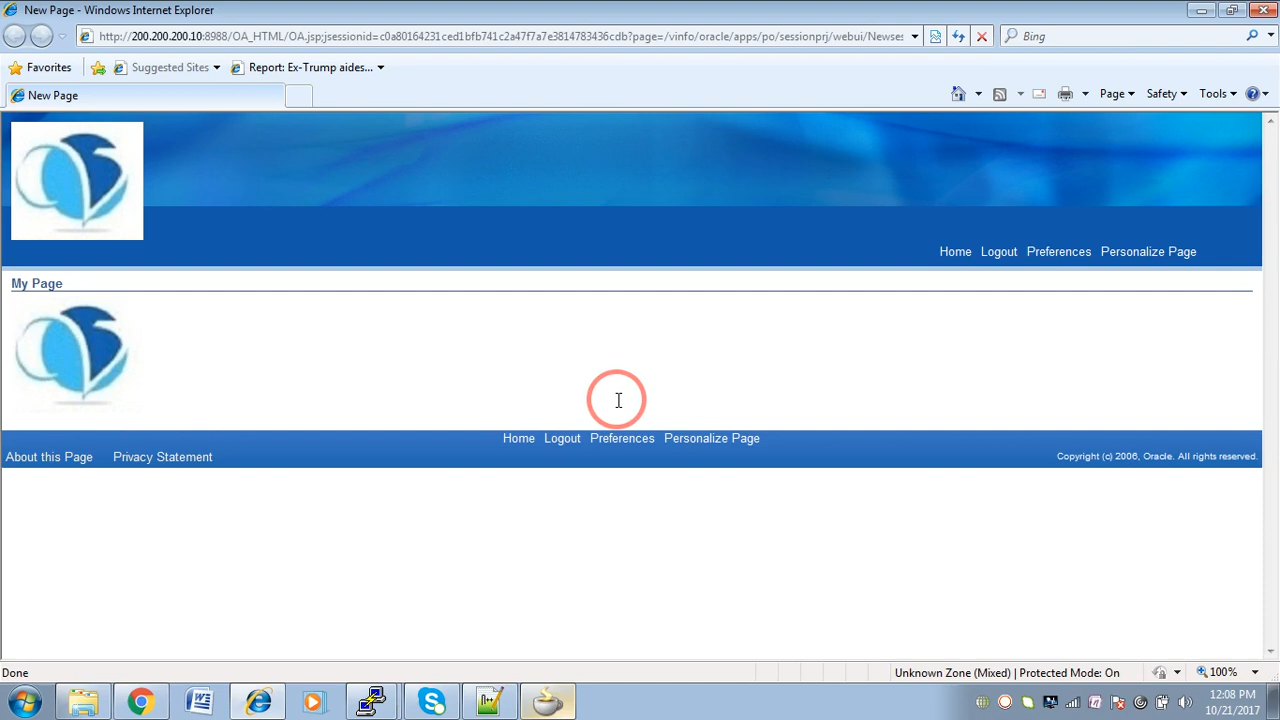 New Page - Windows Internet Explorer
http://200.200.200.10:8988/OA_HTML/OA.jsp;jsessionid=c0a80164231ced1bfb741c2a47f7a7e3814783436cdb?page=/vinfo/oracle/apps/po/sessionprj/webui/Newses
Bing
Favorites
Suggested Sites
Report: Ex-Trump aides...
New Page
Page
Safety
Tools
Home Logout Preferences Personalize Page
My Page
Home Logout Preferences Personalize Page
About this Page Privacy Statement
Copyright (c) 2006, Oracle. All rights reserved.
Done
Unknown Zone (Mixed) | Protected Mode: On
100%
12:08 PM
10/21/2017